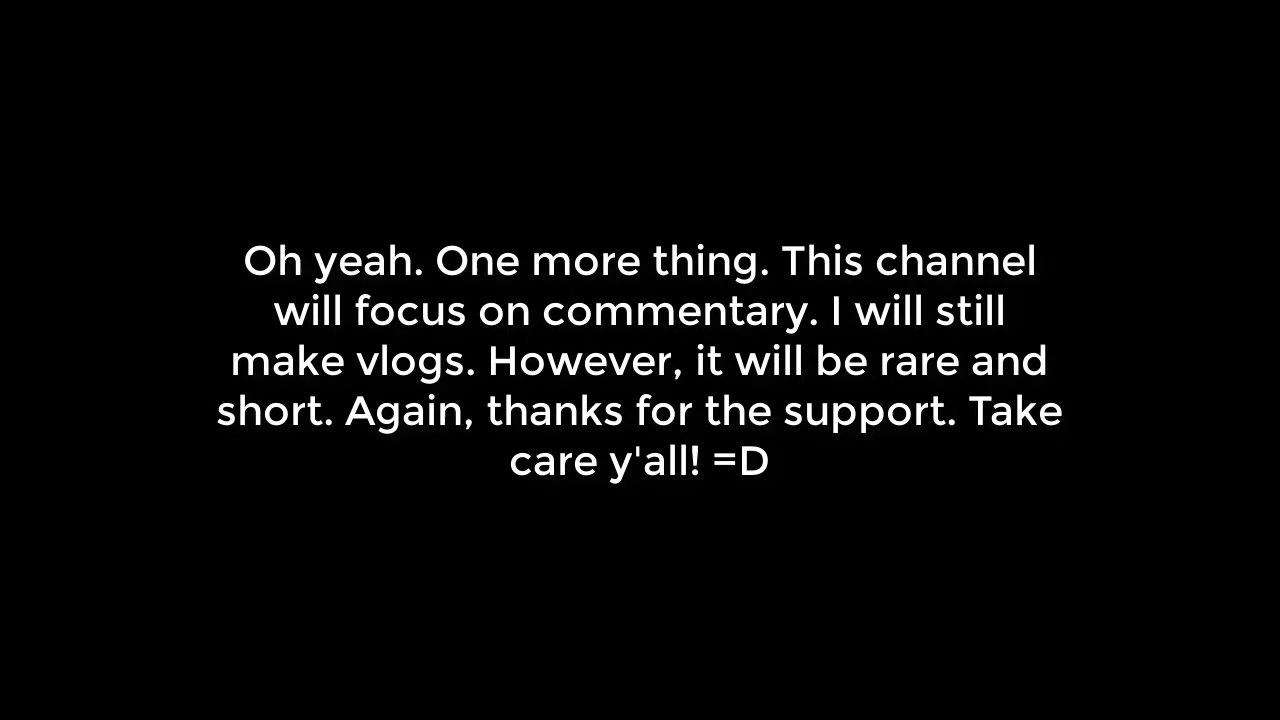 Oh yeah. One more thing. This channel
will focus on commentary. I will still
make vlogs. However, it will be rare and
short. Again, thanks for the support. Take
care y'all! =D